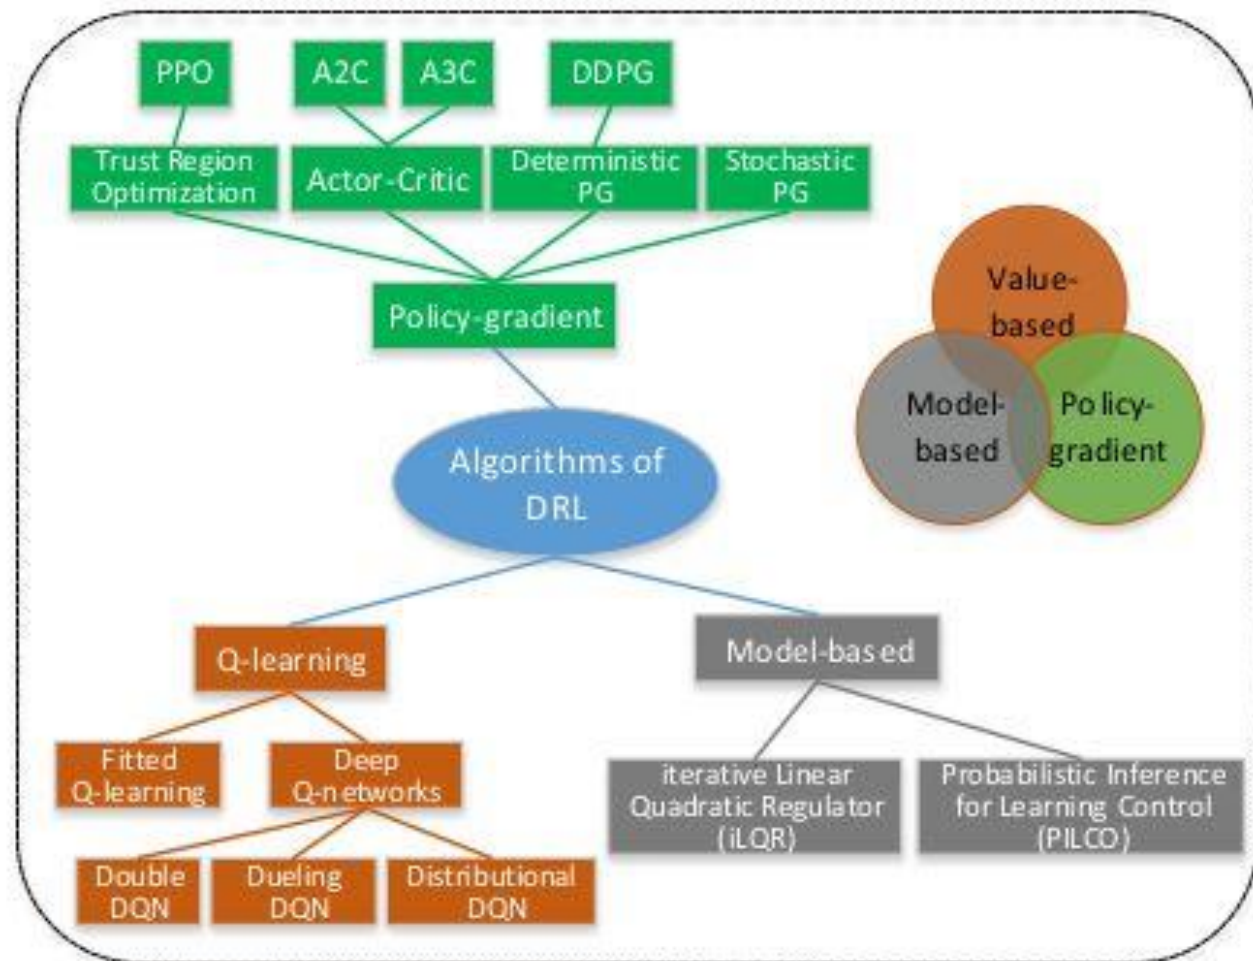 PPO
A2C
A3C
DDPG
Trust Region
Optimization
Actor-Critic
Deterministic
PG
Stochastic
PG
Policy-gradient
Value-
based
Model-
based
Policy-
gradient
Algorithms of
DRL
Q-learning
Model-based
Fitted
Q-learning
Deep
Q-networks
iterative Linear
Quadratic Regulator
(iLQR)
Probabilistic Inference
for Learning Control
(PILCO)
Double
DQN
Dueling
DQN
Distributional
DQN